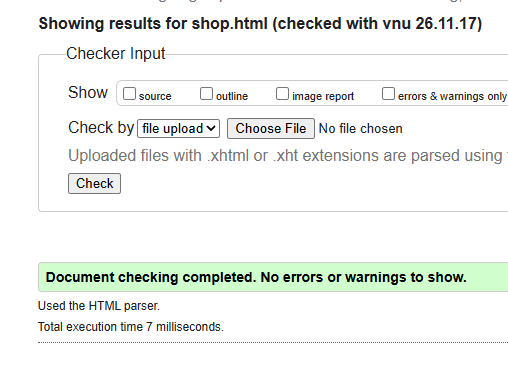 Showing results for shop.html (checked with vnu 26.11.17)
Checker Input
Show source outline image report errors & warnings only
Check by file upload Choose File No file chosen
Uploaded files with .xhtml or .xht extensions are parsed using
Check
Document checking completed. No errors or warnings to show.
Used the HTML parser.
Total execution time 7 milliseconds.